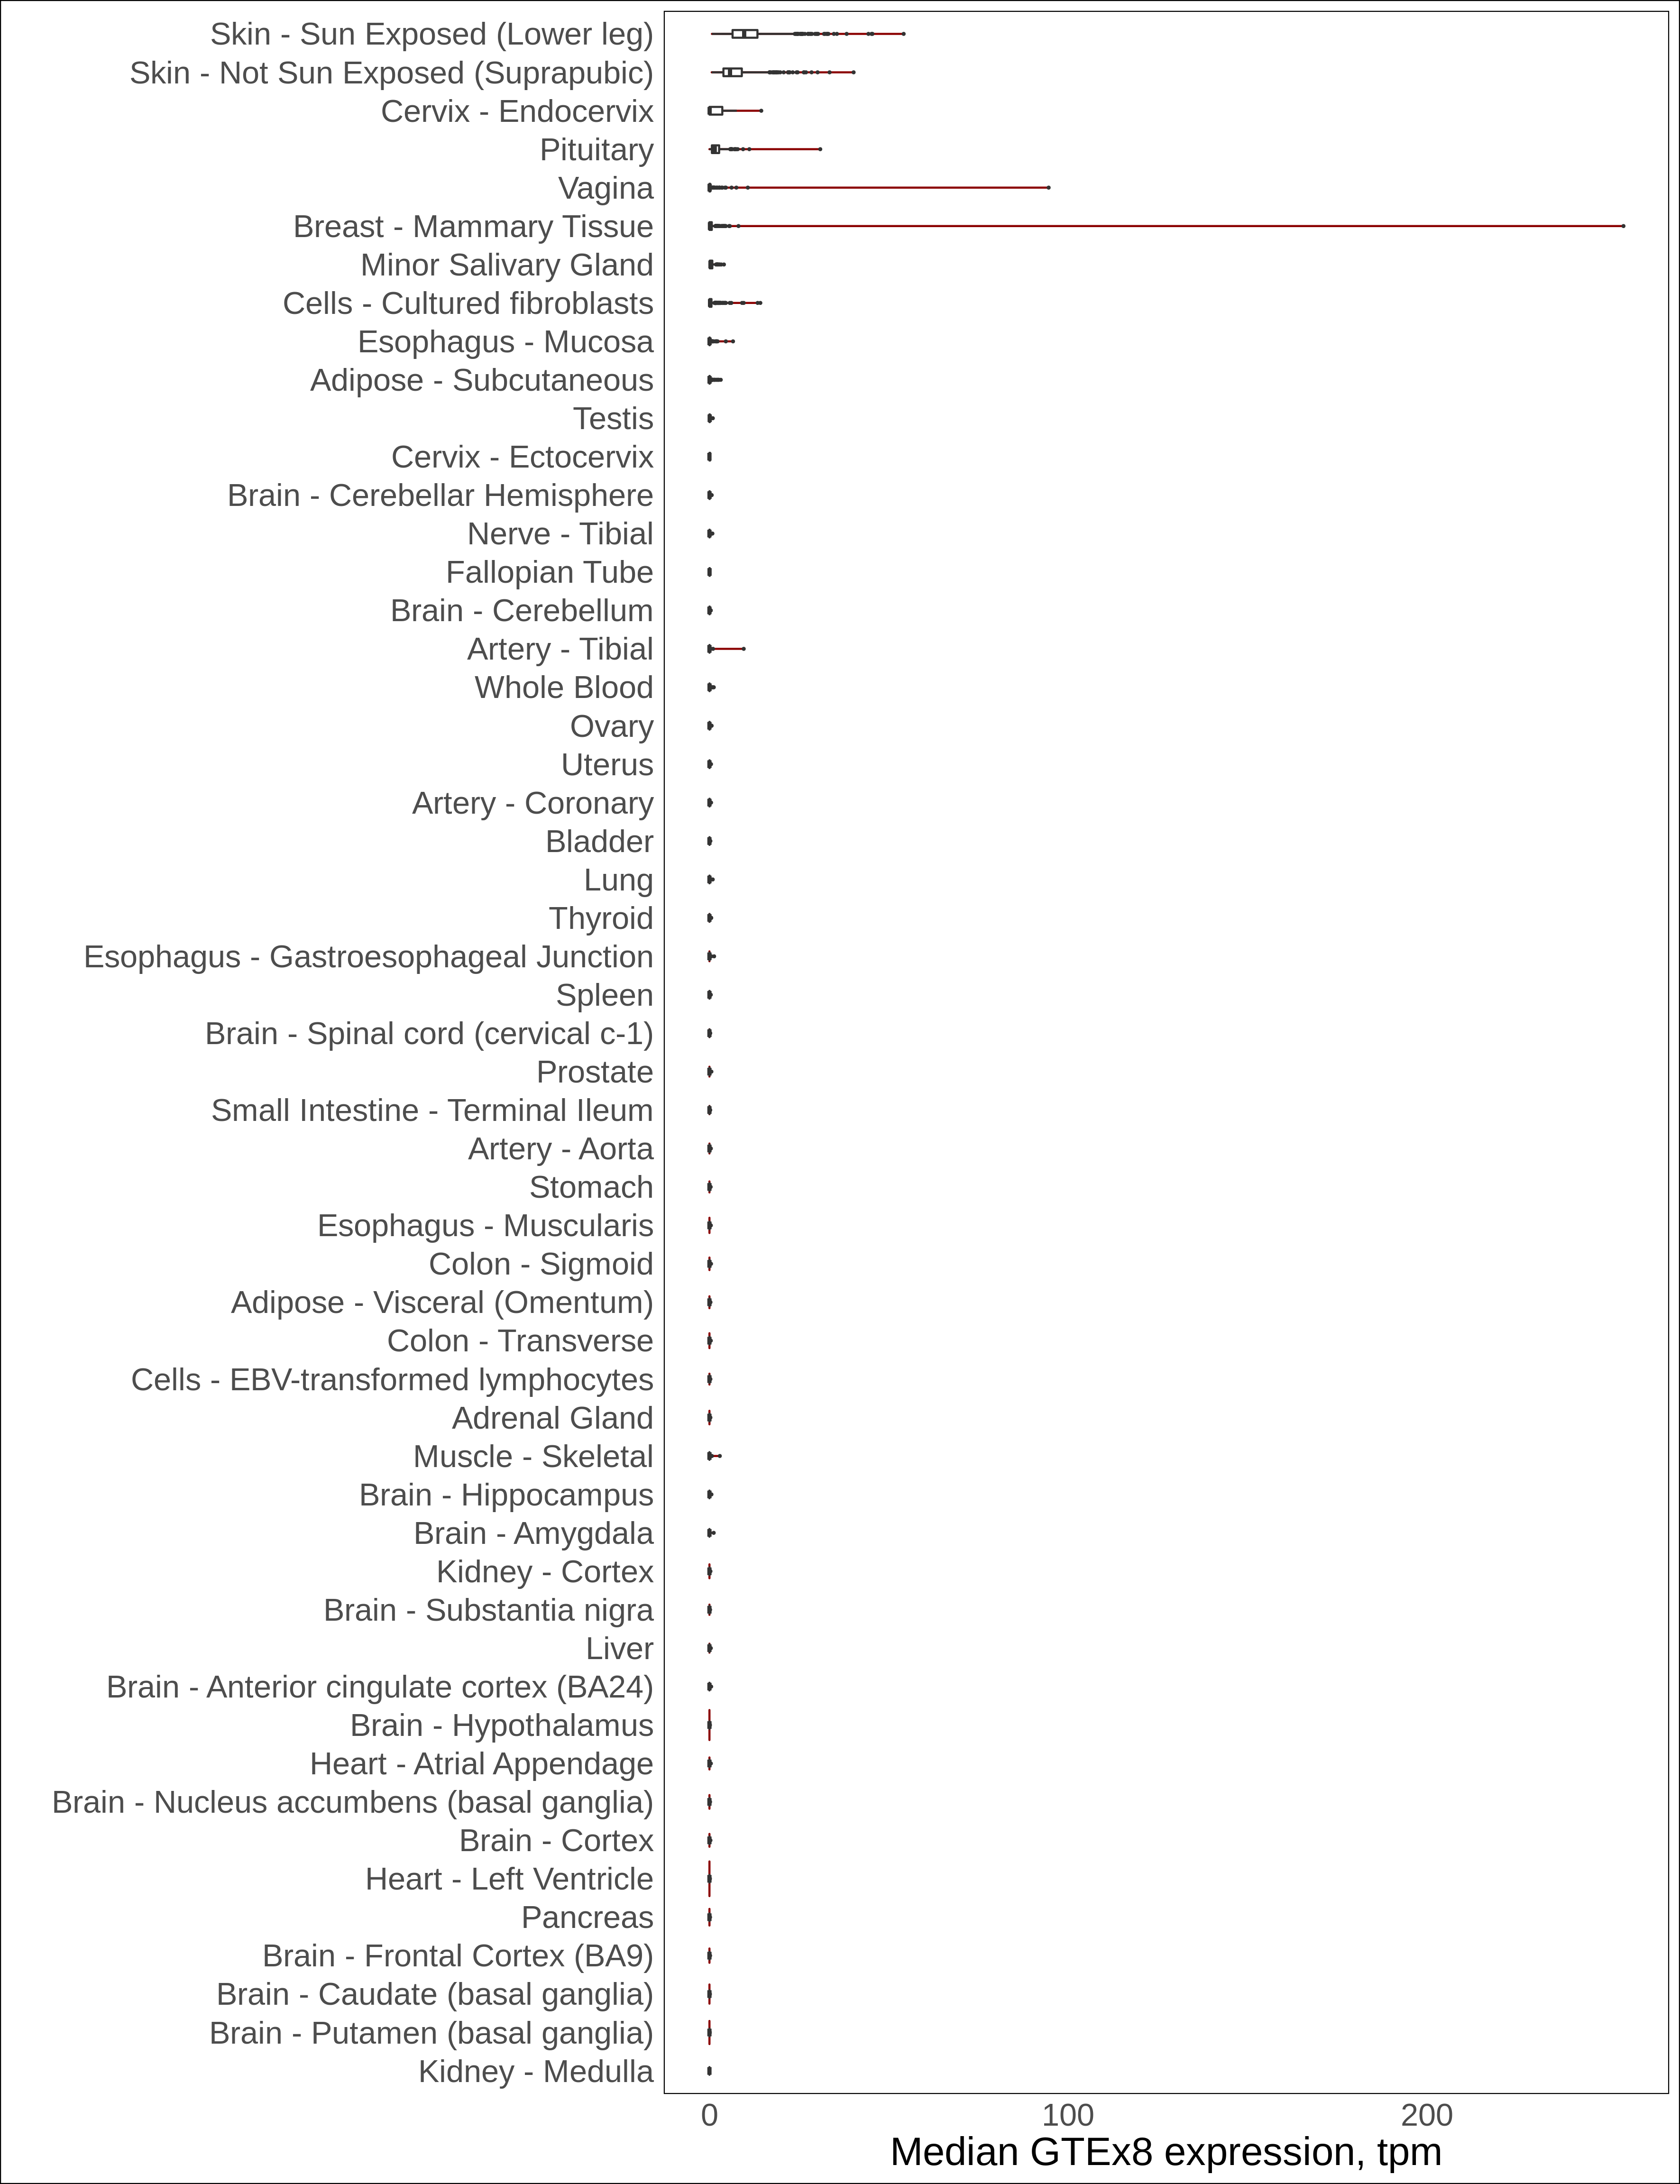 Skin - Sun Exposed (Lower leg)
Skin - Not Sun Exposed (Suprapubic)
Cervix - Endocervix
Pituitary
Vagina
Breast - Mammary Tissue
Minor Salivary Gland
Cells - Cultured fibroblasts
Esophagus - Mucosa
Adipose - Subcutaneous
Testis
Cervix - Ectocervix
Brain - Cerebellar Hemisphere
Nerve - Tibial
Fallopian Tube
Brain - Cerebellum
Artery - Tibial
Whole Blood
Ovary
Uterus
Artery - Coronary
Bladder
Lung
Thyroid
Esophagus - Gastroesophageal Junction
Spleen
Brain - Spinal cord (cervical c-1)
Prostate
Small Intestine - Terminal Ileum
Artery - Aorta
Stomach
Esophagus - Muscularis
Colon - Sigmoid
Adipose - Visceral (Omentum)
Colon - Transverse
Cells - EBV-transformed lymphocytes
Adrenal Gland
Muscle - Skeletal
Brain - Hippocampus
Brain - Amygdala
Kidney - Cortex
Brain - Substantia nigra
Liver
Brain - Anterior cingulate cortex (BA24)
Brain - Hypothalamus
Heart - Atrial Appendage
Brain - Nucleus accumbens (basal ganglia)
Brain - Cortex
Heart - Left Ventricle
Pancreas
Brain - Frontal Cortex (BA9)
Brain - Caudate (basal ganglia)
Brain - Putamen (basal ganglia)
Kidney - Medulla
0 100 200
Median GTEx8 expression, tpm